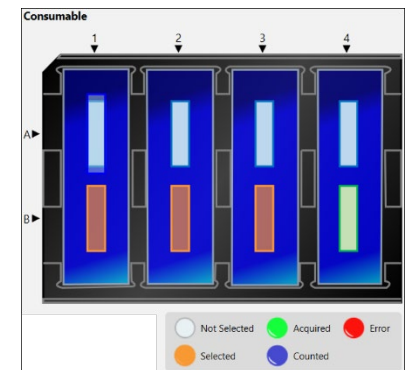 Consumable
1 2 3 4
A
B
Not Selected Acquired Error
Selected Counted